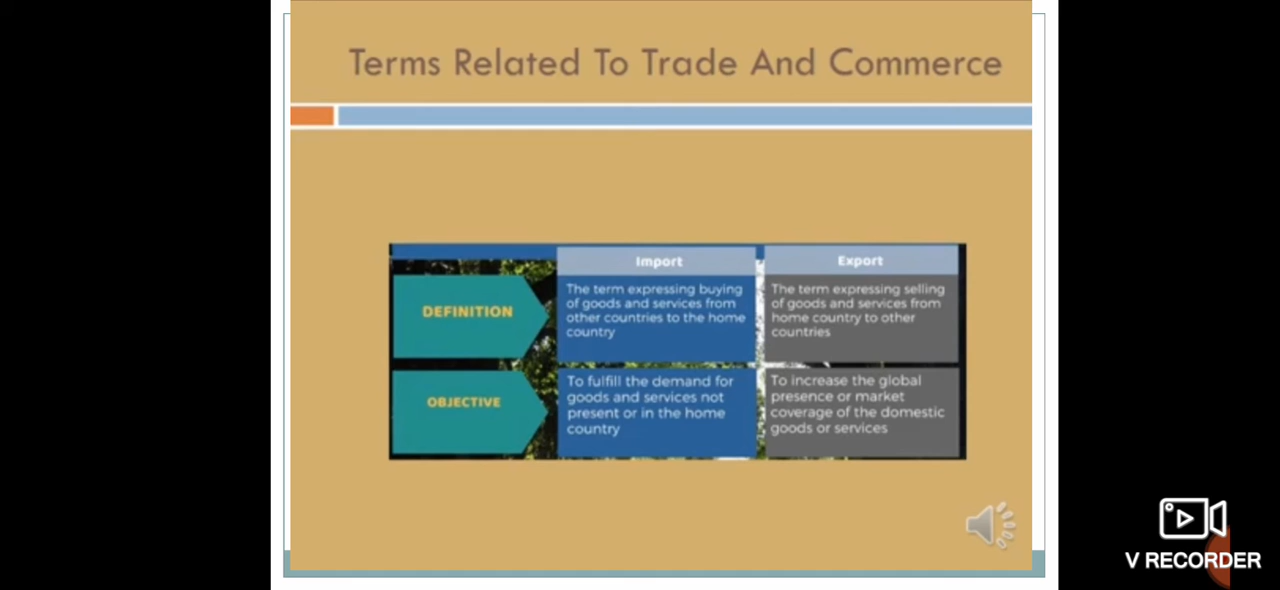 Terms Related To Trade And Commerce
Import
Export
DEFINITION
The term expressing buying
of goods and services from
other countries to the home
country
The term expressing selling
of goods and services from
home country to other
countries
OBJECTIVE
To fulfill the demand for
goods and services not
present or in the home
country
To increase the global
presence or market
coverage of the domestic
goods or services
V RECORDER